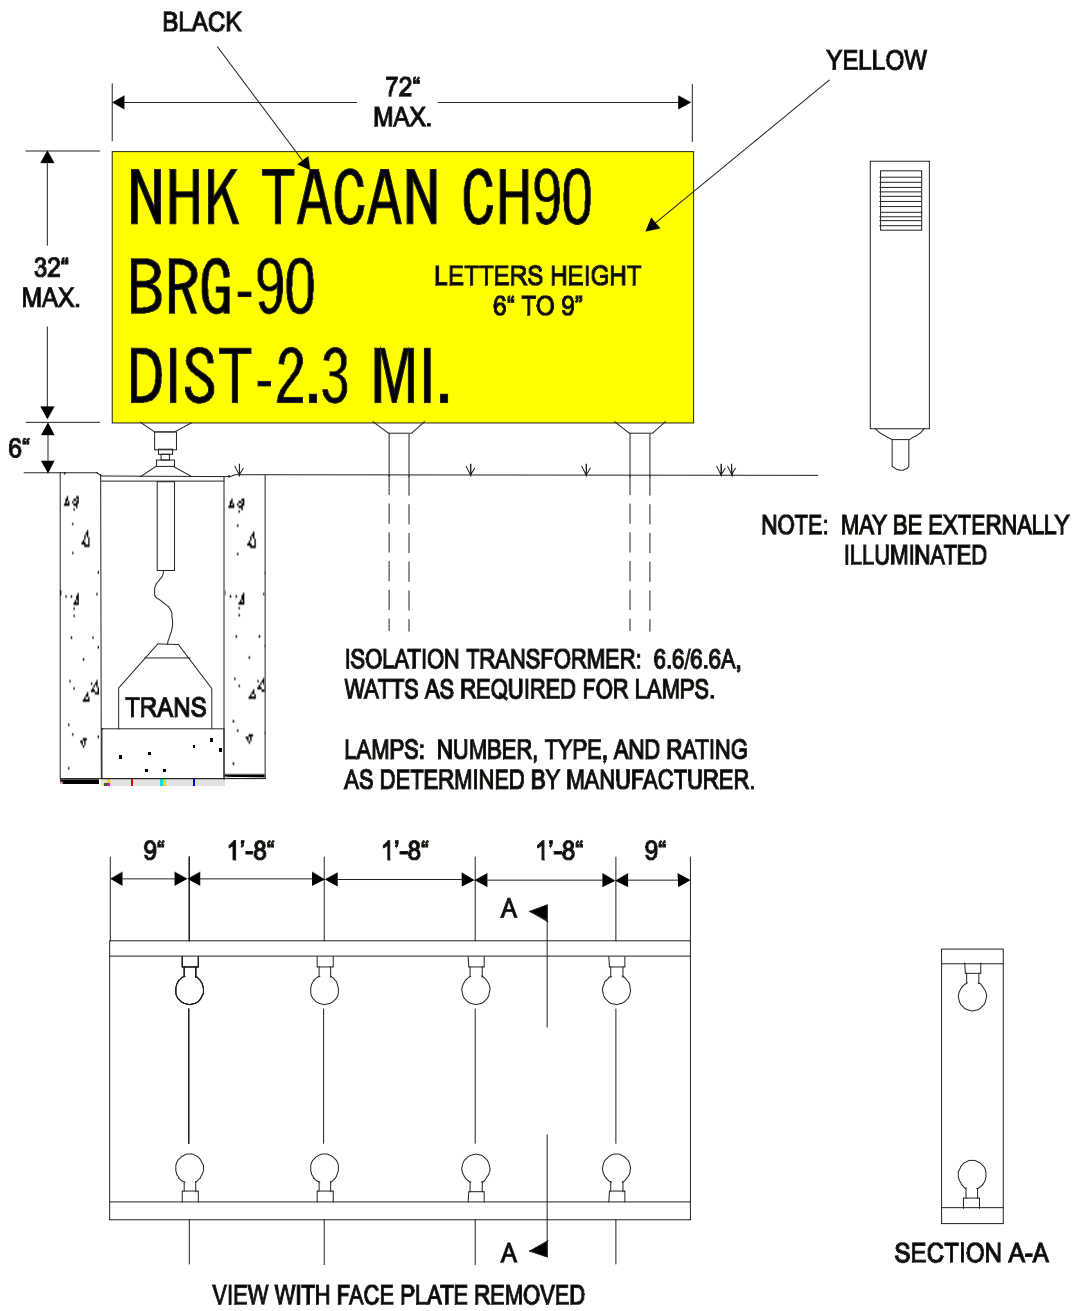 BLACK
YELLOW
72“
MAX.
NHK TACAN CH90
BRG-90
DIST-2.3 MI.
LETTERS HEIGHT
6“ TO 9”
32“
MAX.
6“
NOTE: MAY BE EXTERNALLY
ILLUMINATED
TRANS
ISOLATION TRANSFORMER: 6.6/6.6A,
WATTS AS REQUIRED FOR LAMPS.
LAMPS: NUMBER, TYPE, AND RATING
AS DETERMINED BY MANUFACTURER.
9“ 1’-8“ 1’-8“ 1’-8“ 9“
A
A
SECTION A-A
VIEW WITH FACE PLATE REMOVED